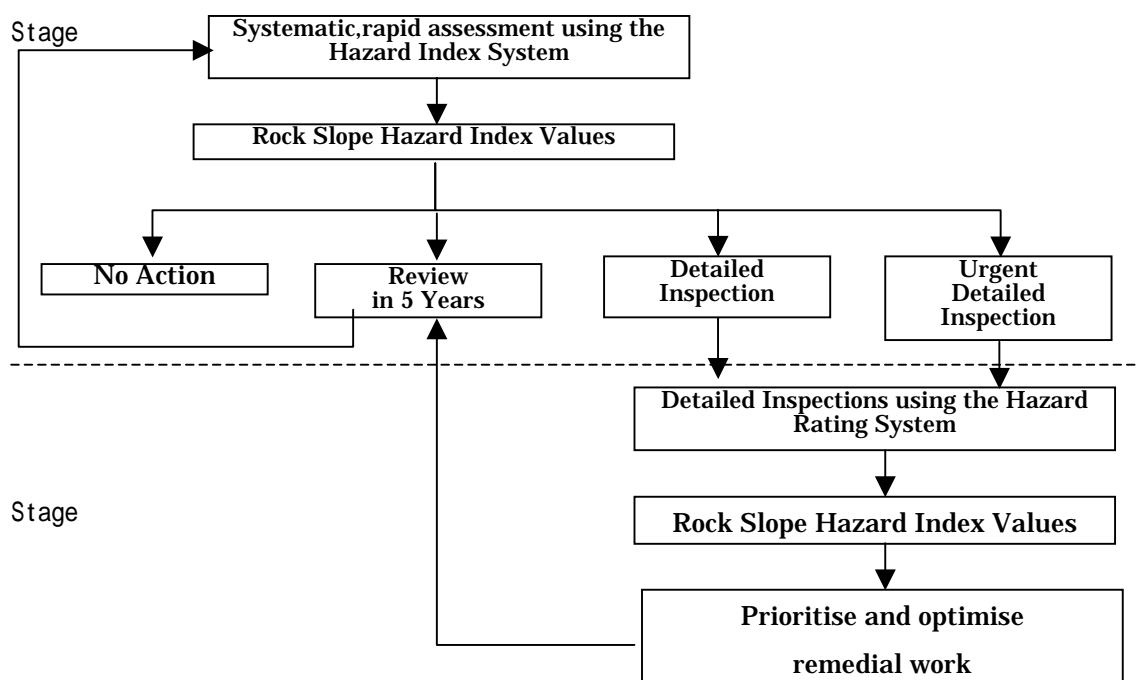 Stage
Systematic,rapid assessment using the
Hazard Index System
Rock Slope Hazard Index Values
No Action
Review
in 5 Years
Detailed
Inspection
Urgent
Detailed
Inspection
Detailed Inspections using the Hazard
Rating System
Stage
Rock Slope Hazard Index Values
Prioritise and optimise
remedial work